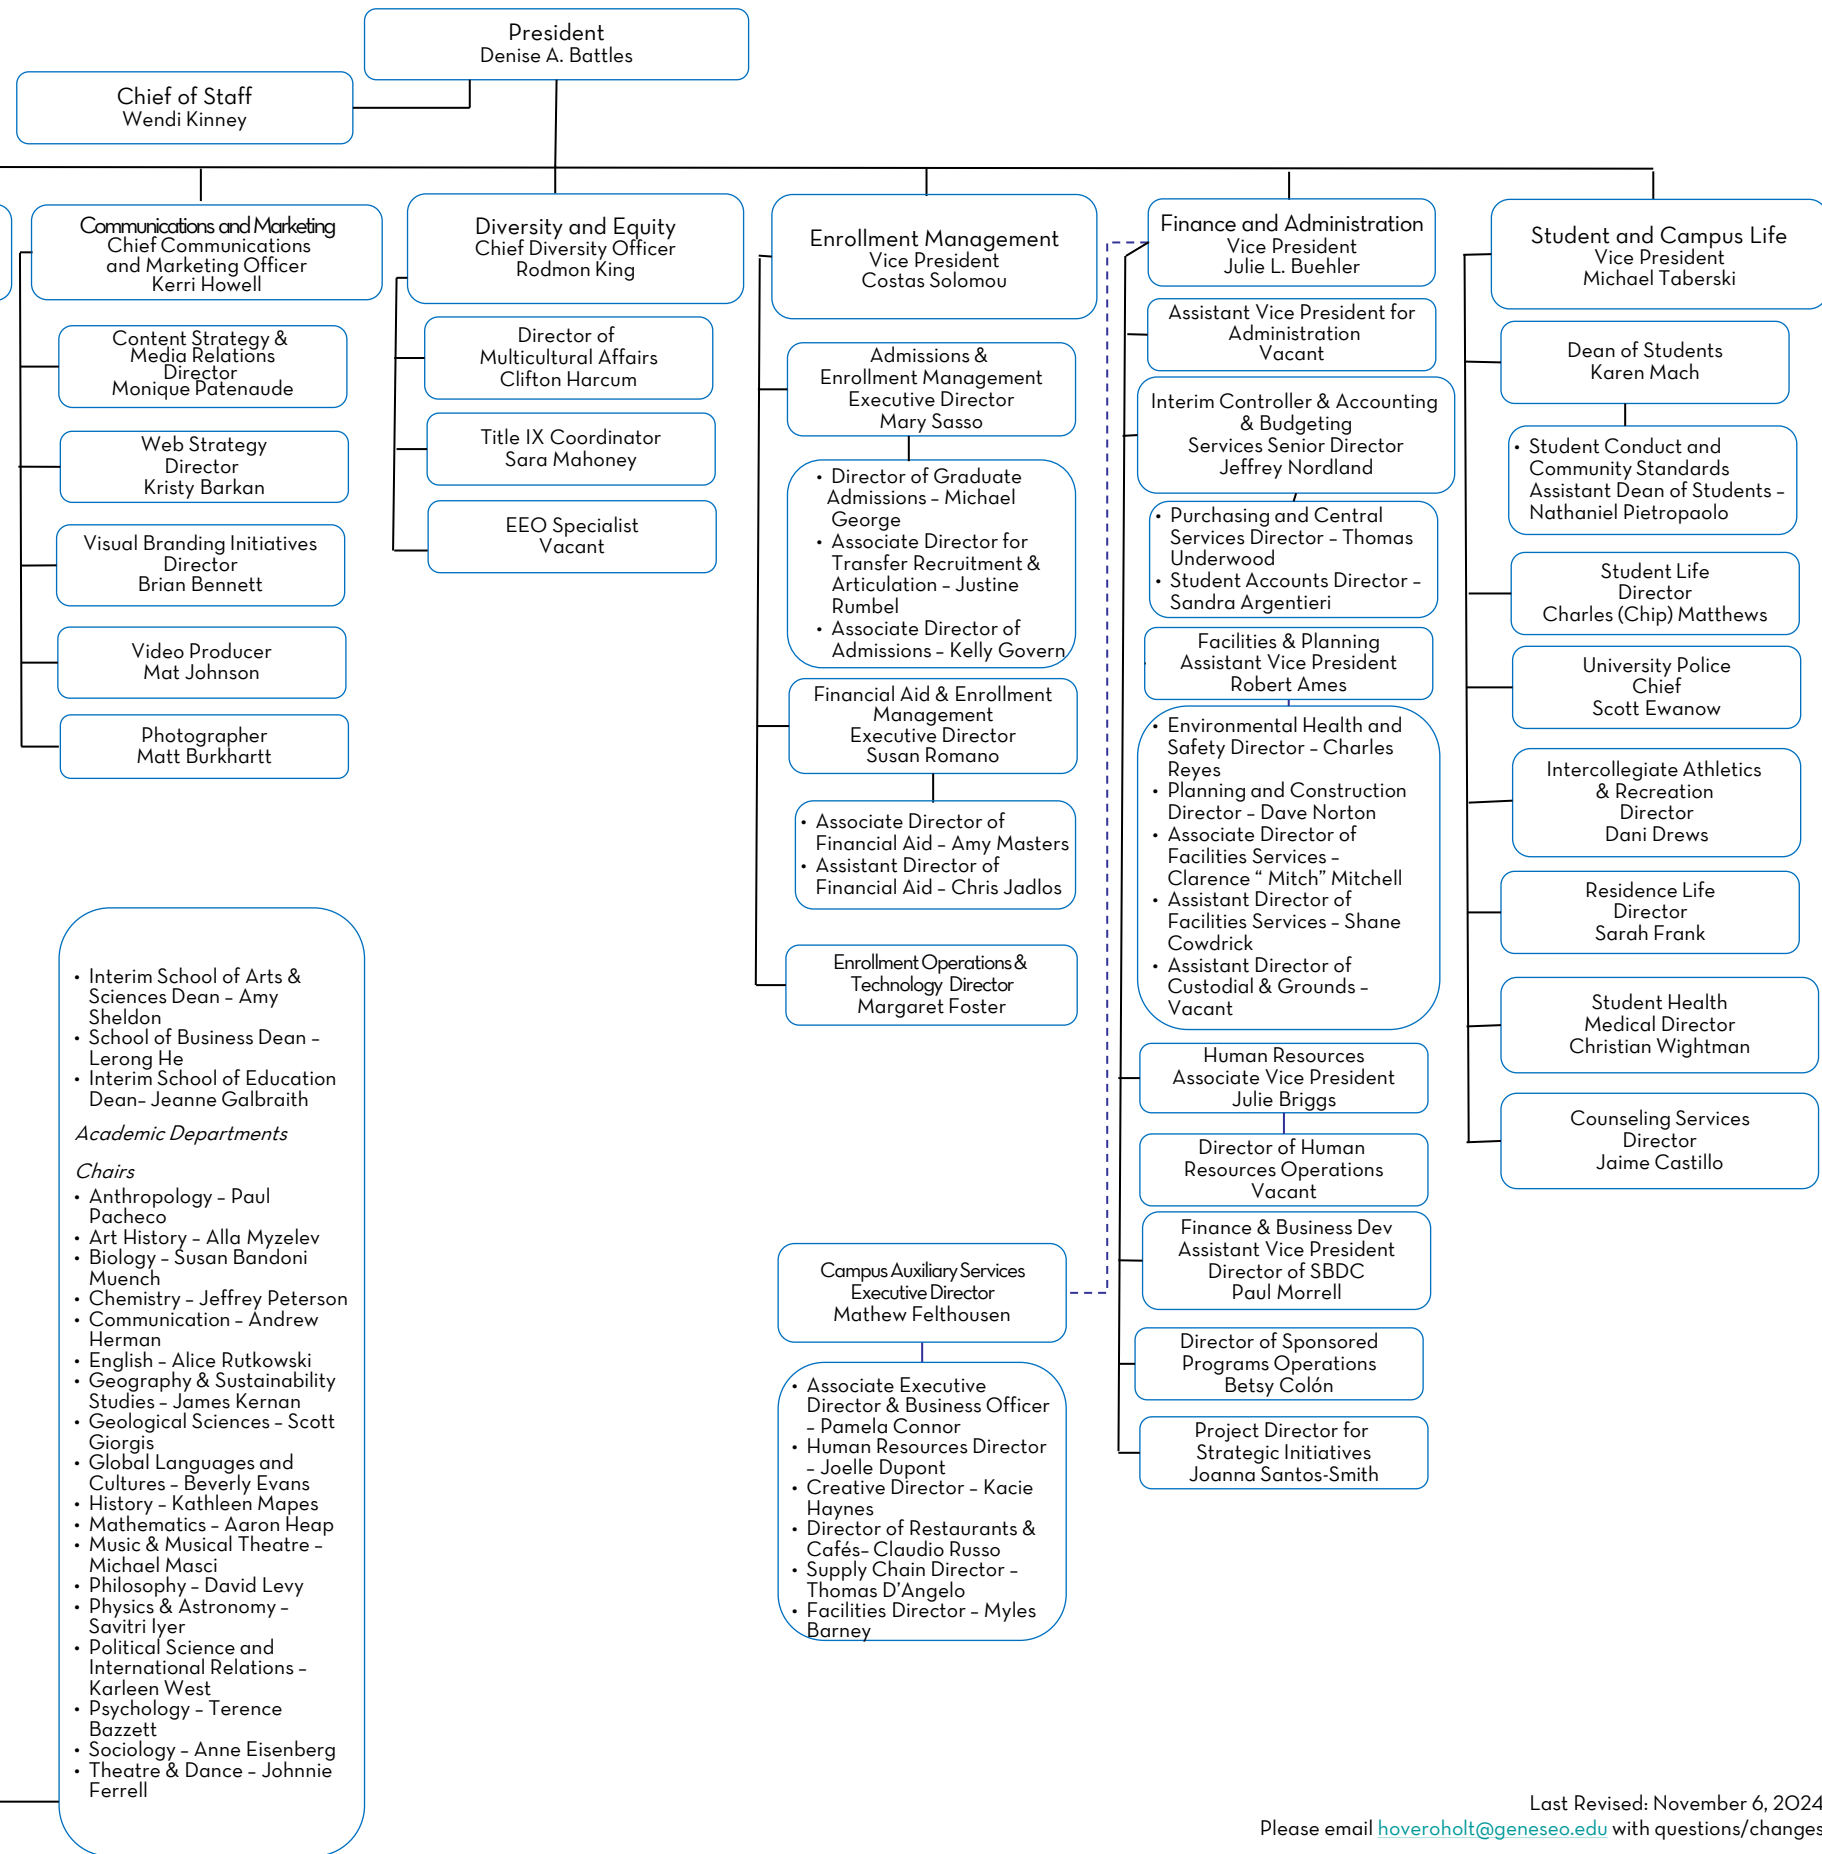 President
Denise A. Battles
Chief of Staff
Wendi Kinney
Communications and Marketing
Chief Communications
and Marketing Officer
Kerri Howell
Content Strategy &
Media Relations
Director
Monique Patenaude
Web Strategy
Director
Kristy Barkan
Visual Branding Initiatives
Director
Brian Bennett
Video Producer
Mat Johnson
Photographer
Matt Burkhartt
• Interim School of Arts &
Sciences Dean – Amy
Sheldon
• School of Business Dean –
Lerong He
• Interim School of Education
Dean– Jeanne Galbraith
Academic Departments
Chairs
• Anthropology – Paul
Pacheco
• Art History – Alla Myzelev
• Biology – Susan Bandoni
Muench
• Chemistry – Jeffrey Peterson
• Communication – Andrew
Herman
• English – Alice Rutkowski
• Geography & Sustainability
Studies – James Kernan
• Geological Sciences – Scott
Giorgis
• Global Languages and
Cultures – Beverly Evans
• History – Kathleen Mapes
• Mathematics – Aaron Heap
• Music & Musical Theatre –
Michael Masci
• Philosophy – David Levy
• Physics & Astronomy –
Savitri Iyer
• Political Science and
International Relations –
Karleen West
• Psychology – Terence
Bazzett
• Sociology – Anne Eisenberg
• Theatre & Dance – Johnnie
Ferrell
Diversity and Equity
Chief Diversity Officer
Rodmon King
Director of
Multicultural Affairs
Clifton Harcum
Title IX Coordinator
Sara Mahoney
EEO Specialist
Vacant
Enrollment Management
Vice President
Costas Solomou
Admissions &
Enrollment Management
Executive Director
Mary Sasso
• Director of Graduate
Admissions – Michael
George
• Associate Director for
Transfer Recruitment &
Articulation – Justine
Rumbel
• Associate Director of
Admissions – Kelly Govern
Financial Aid & Enrollment
Management
Executive Director
Susan Romano
• Associate Director of
Financial Aid – Amy Masters
• Assistant Director of
Financial Aid – Chris Jadlos
Enrollment Operations &
Technology Director
Margaret Foster
Campus Auxiliary Services
Executive Director
Mathew Felthousen
• Associate Executive
Director & Business Officer
– Pamela Connor
• Human Resources Director
– Joelle Dupont
• Creative Director – Kacie
Haynes
• Director of Restaurants &
Cafés– Claudio Russo
• Supply Chain Director –
Thomas D’Angelo
• Facilities Director – Myles
Barney
Finance and Administration
Vice President
Julie L. Buehler
Assistant Vice President for
Administration
Vacant
Interim Controller & Accounting
& Budgeting
Services Senior Director
Jeffrey Nordland
• Purchasing and Central
Services Director – Thomas
Underwood
• Student Accounts Director –
Sandra Argentieri
Facilities & Planning
Assistant Vice President
Robert Ames
• Environmental Health and
Safety Director – Charles
Reyes
• Planning and Construction
Director – Dave Norton
• Associate Director of
Facilities Services –
Clarence “ Mitch” Mitchell
• Assistant Director of
Facilities Services – Shane
Cowdrick
• Assistant Director of
Custodial & Grounds –
Vacant
Human Resources
Associate Vice President
Julie Briggs
Director of Human
Resources Operations
Vacant
Finance & Business Dev
Assistant Vice President
Director of SBDC
Paul Morrell
Director of Sponsored
Programs Operations
Betsy Colón
Project Director for
Strategic Initiatives
Joanna Santos-Smith
Student and Campus Life
Vice President
Michael Taberski
Dean of Students
Karen Mach
• Student Conduct and
Community Standards
Assistant Dean of Students –
Nathaniel Pietropaolo
Student Life
Director
Charles (Chip) Matthews
University Police
Chief
Scott Ewanow
Intercollegiate Athletics
& Recreation
Director
Dani Drews
Residence Life
Director
Sarah Frank
Student Health
Medical Director
Christian Wightman
Counseling Services
Director
Jaime Castillo
Last Revised: November 6, 2024
Please email hoveroholt@geneseo.edu with questions/changes